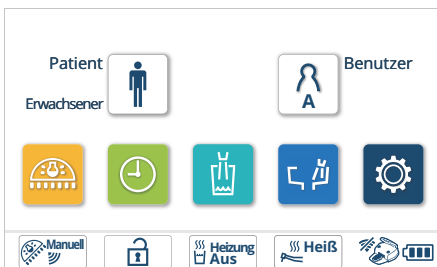 Patient
Benutzer
Erwachsener
A
Manuell
Heizung
Aus
Heiß